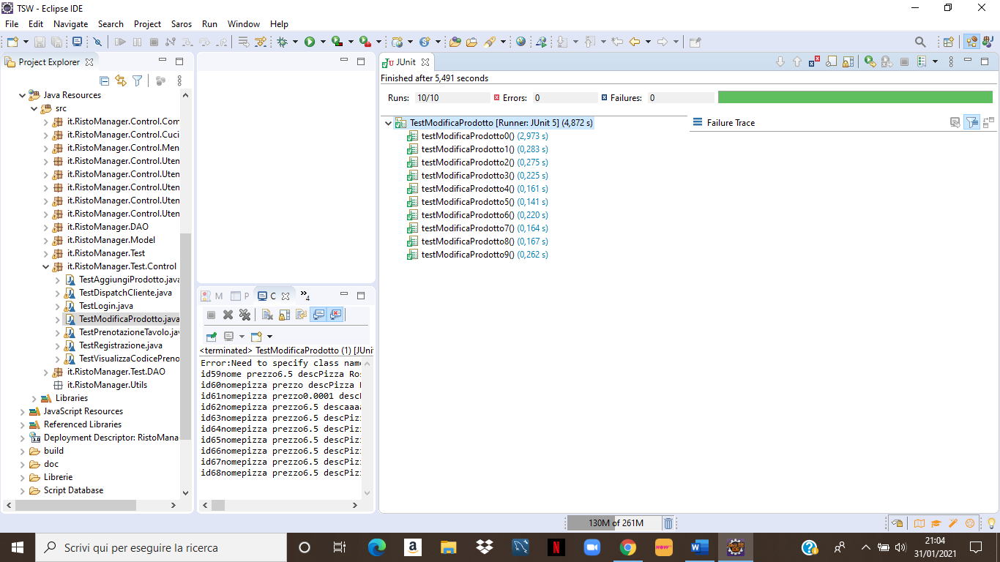 TSW - Eclipse IDE
File Edit Navigate Search Project Saros Run Window Help
Project Explorer
Java Resources
src
it.RistoManager.Control.Com
it.RistoManager.Control.Cuci
it.RistoManager.Control.Men
it.RistoManager.Control.Uten
it.RistoManager.Control.Uten
it.RistoManager.Control.Uten
it.RistoManager.Control.Uten
it.RistoManager.Control.Uten
it.RistoManager.DAO
it.RistoManager.Model
it.RistoManager.Test
it.RistoManager.Test.Control
TestAggiungiProdotto.java
TestDispatchCliente.java
TestLogin.java
TestModificaProdotto.java
TestPrenotazioneTavolo.jav
TestRegistrazione.java
TestVisualizzaCodicePreno
it.RistoManager.Test.DAO
it.RistoManager.Utils
Libraries
JavaScript Resources
Referenced Libraries
Deployment Descriptor: RistoMana
build
doc
Librerie
Script Database
M P C »4
<terminated> TestModificaProdotto (1) [JUni
Error:Need to specify class name
id59nome prezzo6.5 descPizza Ros
id60nomepizza prezzo descPizza
id61nomepizza prezzo0.0001 desc
id62nomepizza prezzo6.5 descaaaa
id63nomepizza prezzo6.5 descPiz
id64nomepizza prezzo6.5 descPiz
id65nomepizza prezzo6.5 descPiz
id66nomepizza prezzo6.5 descPiz
id67nomepizza prezzo6.5 descPiz
id68nomepizza prezzo6.5 descPiz
JUnit
Finished after 5,491 seconds
Runs: 10/10 Errors: 0 Failures: 0
TestModificaProdotto [Runner: JUnit 5] (4,872 s)
testModificaProdotto0() (2,973 s)
testModificaProdotto1() (0,283 s)
testModificaProdotto2() (0,275 s)
testModificaProdotto3() (0,225 s)
testModificaProdotto4() (0,161 s)
testModificaProdotto5() (0,141 s)
testModificaProdotto6() (0,220 s)
testModificaProdotto7() (0,164 s)
testModificaProdotto8() (0,167 s)
testModificaProdotto9() (0,262 s)
Failure Trace
130M of 261M
Scrivi qui per eseguire la ricerca
21:04
31/01/2021